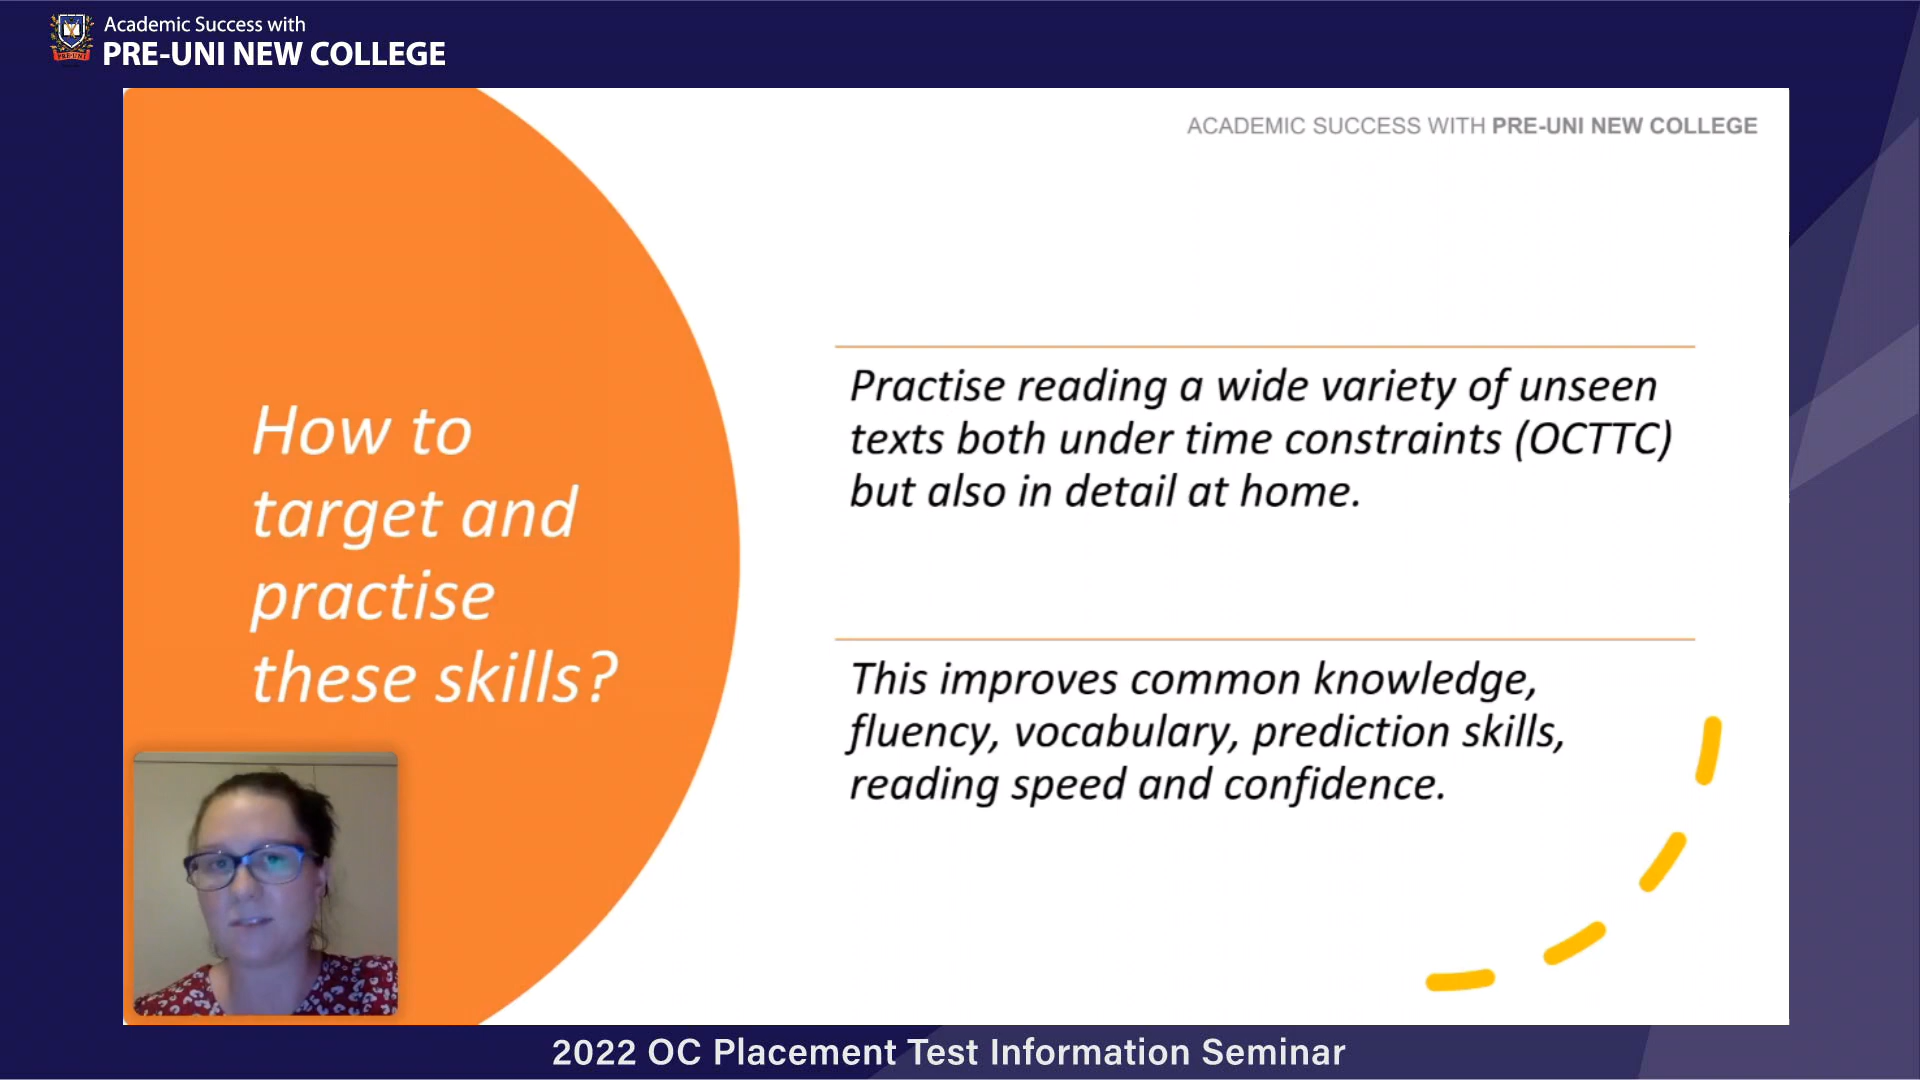 Academic Success with
PRE-UNI NEW COLLEGE
ACADEMIC SUCCESS WITH PRE-UNI NEW COLLEGE
How to
target and
practise
these skills?
Practise reading a wide variety of unseen
texts both under time constraints (OCTTC)
but also in detail at home.
This improves common knowledge,
fluency, vocabulary, prediction skills,
reading speed and confidence.
2022 OC Placement Test Information Seminar